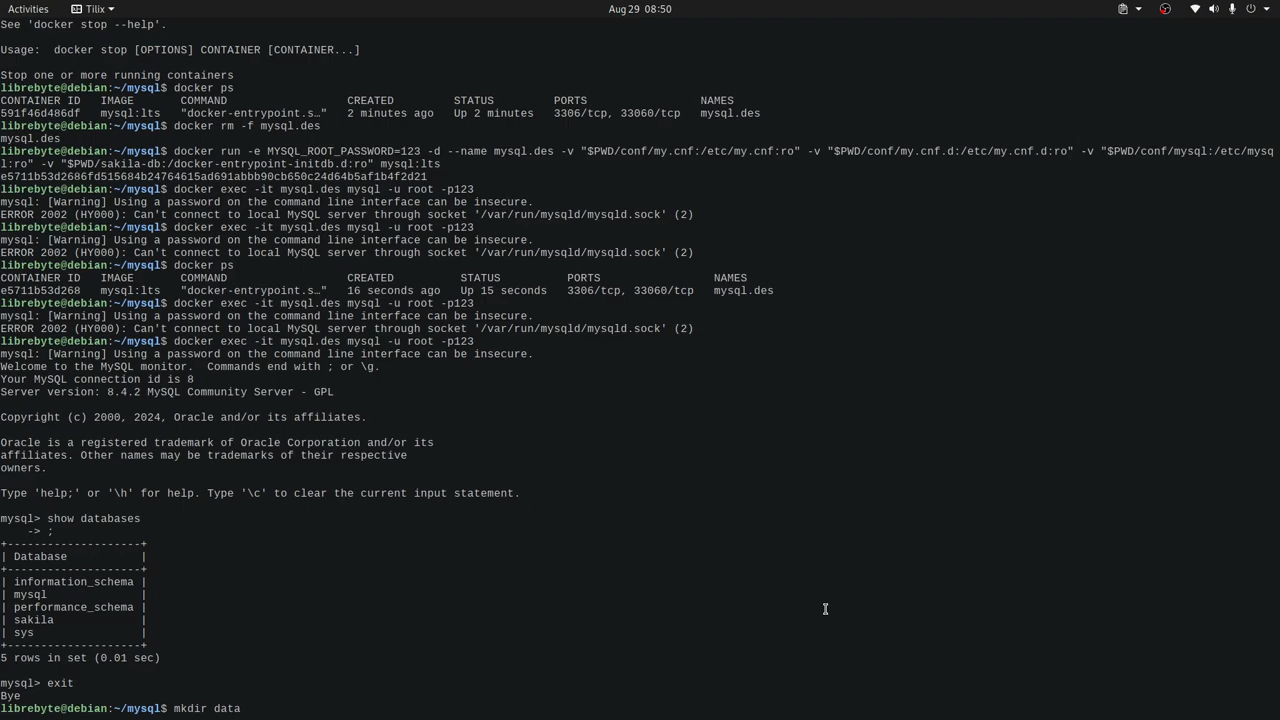 Activities
Tilix
Aug 29 08:50
See 'docker stop --help'.
Usage:  docker stop [OPTIONS] CONTAINER [CONTAINER...]
Stop one or more running containers
librebyte@debian:~/mysql$ docker ps
CONTAINER ID   IMAGE       COMMAND                  CREATED         STATUS         PORTS                 NAMES
591f46d486df   mysql:lts   "docker-entrypoint.s…"   2 minutes ago   Up 2 minutes   3306/tcp, 33060/tcp   mysql.des
librebyte@debian:~/mysql$ docker rm -f mysql.des
mysql.des
librebyte@debian:~/mysql$ docker run -e MYSQL_ROOT_PASSWORD=123 -d --name mysql.des -v "$PWD/conf/my.cnf:/etc/my.cnf:ro" -v "$PWD/conf/my.cnf.d:/etc/my.cnf.d:ro" -v "$PWD/conf/mysql:/etc/mysq
l:ro" -v "$PWD/sakila-db:/docker-entrypoint-initdb.d:ro" mysql:lts
e5711b53d2686fd515684b24764615ad691abbb90cb650c24d64b5af1b4f2d21
librebyte@debian:~/mysql$ docker exec -it mysql.des mysql -u root -p123
mysql: [Warning] Using a password on the command line interface can be insecure.
ERROR 2002 (HY000): Can't connect to local MySQL server through socket '/var/run/mysqld/mysqld.sock' (2)
librebyte@debian:~/mysql$ docker exec -it mysql.des mysql -u root -p123
mysql: [Warning] Using a password on the command line interface can be insecure.
ERROR 2002 (HY000): Can't connect to local MySQL server through socket '/var/run/mysqld/mysqld.sock' (2)
librebyte@debian:~/mysql$ docker ps
CONTAINER ID   IMAGE       COMMAND                  CREATED          STATUS          PORTS                 NAMES
e5711b53d268   mysql:lts   "docker-entrypoint.s…"   16 seconds ago   Up 15 seconds   3306/tcp, 33060/tcp   mysql.des
librebyte@debian:~/mysql$ docker exec -it mysql.des mysql -u root -p123
mysql: [Warning] Using a password on the command line interface can be insecure.
ERROR 2002 (HY000): Can't connect to local MySQL server through socket '/var/run/mysqld/mysqld.sock' (2)
librebyte@debian:~/mysql$ docker exec -it mysql.des mysql -u root -p123
mysql: [Warning] Using a password on the command line interface can be insecure.
Welcome to the MySQL monitor.  Commands end with ; or \g.
Your MySQL connection id is 8
Server version: 8.4.2 MySQL Community Server - GPL
Copyright (c) 2000, 2024, Oracle and/or its affiliates.
Oracle is a registered trademark of Oracle Corporation and/or its
affiliates. Other names may be trademarks of their respective
owners.
Type 'help;' or '\h' for help. Type '\c' to clear the current input statement.
mysql> show databases
    -> ;
+--------------------+
| Database           |
+--------------------+
| information_schema |
| mysql              |
| performance_schema |
| sakila             |
| sys                |
+--------------------+
5 rows in set (0.01 sec)
mysql> exit
Bye
librebyte@debian:~/mysql$ mkdir data